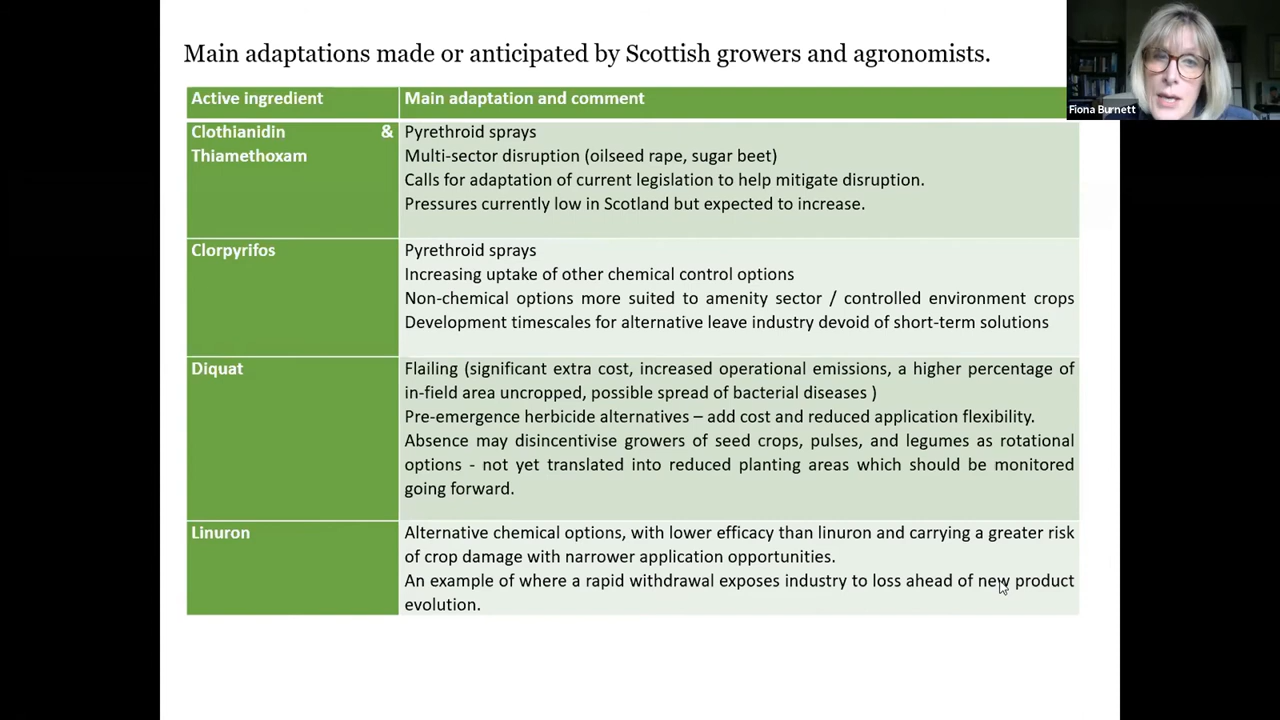 Main adaptations made or anticipated by Scottish growers and agronomists.
Fiona Burnett
Active ingredient
Main adaptation and comment
Clothianidin &
Thiamethoxam
Pyrethroid sprays
Multi-sector disruption (oilseed rape, sugar beet)
Calls for adaptation of current legislation to help mitigate disruption.
Pressures currently low in Scotland but expected to increase.
Clorpyrifos
Pyrethroid sprays
Increasing uptake of other chemical control options
Non-chemical options more suited to amenity sector / controlled environment crops
Development timescales for alternative leave industry devoid of short-term solutions
Diquat
Flailing (significant extra cost, increased operational emissions, a higher percentage of
in-field area uncropped, possible spread of bacterial diseases )
Pre-emergence herbicide alternatives – add cost and reduced application flexibility.
Absence may disincentivise growers of seed crops, pulses, and legumes as rotational
options - not yet translated into reduced planting areas which should be monitored
going forward.
Linuron
Alternative chemical options, with lower efficacy than linuron and carrying a greater risk
of crop damage with narrower application opportunities.
An example of where a rapid withdrawal exposes industry to loss ahead of new product
evolution.